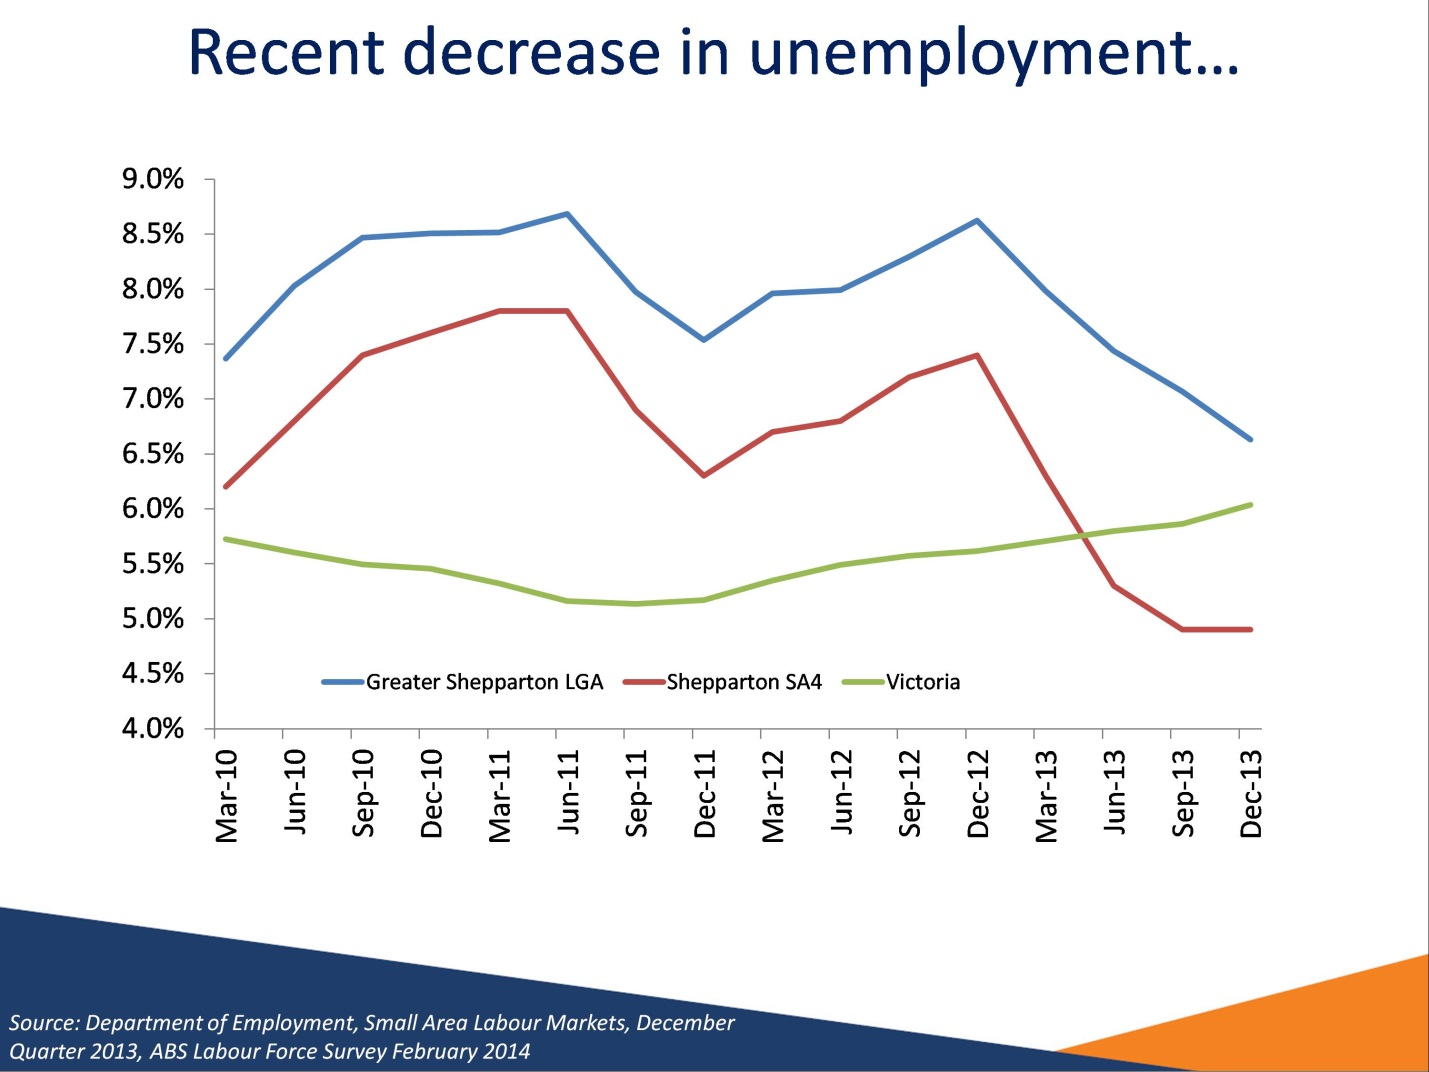 Recent decrease in unemployment...
9.0%
8.5%
8.0%
7.5%
7.0%
6.5%
6.0%
5.5%
5.0%
4.5%
4.0%
Greater Shepparton LGA Shepparton SA4 Victoria
Mar-10
Jun-10
Sep-10
Dec-10
Mar-11
Jun-11
Sep-11
Dec-11
Mar-12
Jun-12
Sep-12
Dec-12
Mar-13
Jun-13
Sep-13
Dec-13
Source: Department of Employment, Small Area Labour Markets, December
Quarter 2013, ABS Labour Force Survey February 2014